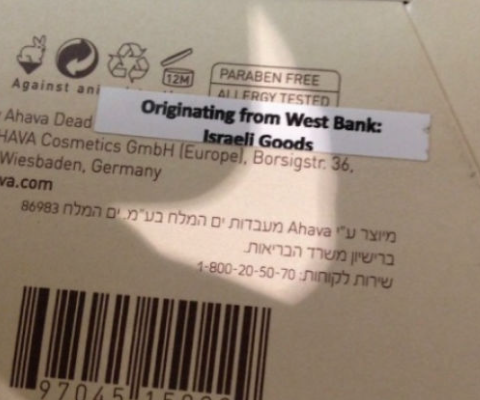 12M
PARABEN FREE
ALLERGY TESTED
Against ani
Originating from West Bank:
Israeli Goods
Ahava Dead
HAVA Cosmetics GmbH (Europe), Borsigstr. 36,
Wiesbaden, Germany
va.com
מיוצר ע"י Ahava מעבדות ים המלח בע"מ. ים המלח 86983
ברישיון משרד הבריאות.
שירות לקוחות: 1-800-20-50-70
97045